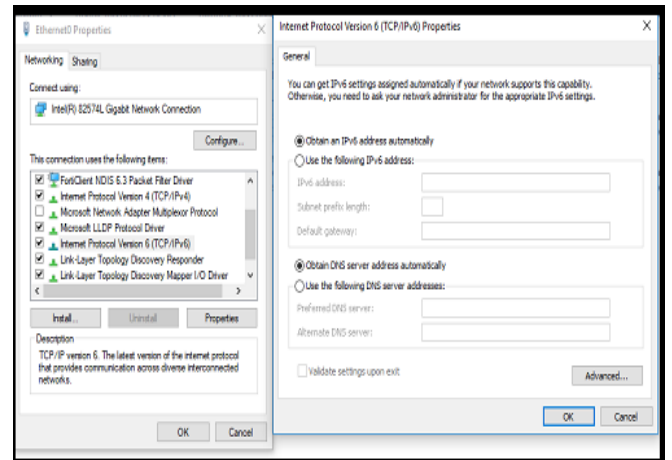 Ethernet0 Properties
Networking
Sharing
Connect using:
Intel(R) 82574L Gigabit Network Connection
Configure...
This connection uses the following items:
FortiClient NDIS 6.3 Packet Filter Driver
Internet Protocol Version 4 (TCP/IPv4)
Microsoft Network Adapter Multiplexor Protocol
Microsoft LLDP Protocol Driver
Internet Protocol Version 6 (TCP/IPv6)
Link-Layer Topology Discovery Responder
Link-Layer Topology Discovery Mapper I/O Driver
Install...
Uninstall
Properties
Description
TCP/IP version 6. The latest version of the internet protocol
that provides communication across diverse interconnected
networks.
OK
Cancel
Internet Protocol Version 6 (TCP/IPv6) Properties
General
You can get IPv6 settings assigned automatically if your network supports this capability.
Otherwise, you need to ask your network administrator for the appropriate IPv6 settings.
Obtain an IPv6 address automatically
Use the following IPv6 address:
IPv6 address:
Subnet prefix length:
Default gateway:
Obtain DNS server address automatically
Use the following DNS server addresses:
Preferred DNS server:
Alternate DNS server:
Validate settings upon exit
Advanced...
OK
Cancel